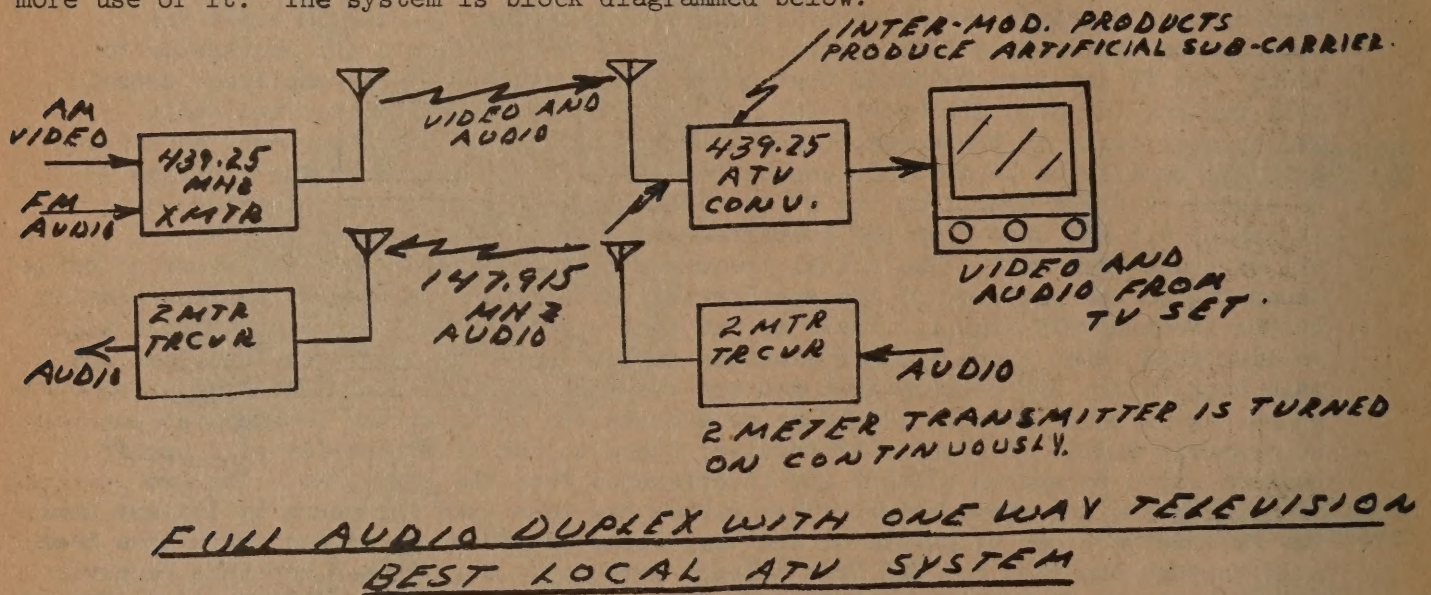 more use of it. The system is block diagrammed below.
INTER-MOD. PRODUCTS
PRODUCE ARTIFICIAL SUB-CARRIER.
AM
VIDEO
FM
AUDIO
439.25
MHZ
XMTR
VIDEO AND
AUDIO
439.25
ATV
CONV.
VIDEO AND
AUDIO FROM
TV SET.
2 MTR
TRCVR
AUDIO
147.915
MHZ
AUDIO
2 MTR
TRCVR
AUDIO
2 METER TRANSMITTER IS TURNED
ON CONTINUOUSLY.
FULL AUDIO DUPLEX WITH ONE WAY TELEVISION
BEST LOCAL ATV SYSTEM